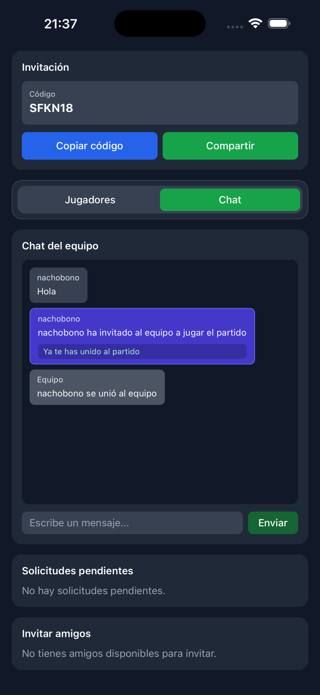 21:37
Invitación
Código
SFKN18
Copiar código
Compartir
Jugadores
Chat
Chat del equipo
nachobono
Hola
nachobono
nachobono ha invitado al equipo a jugar el partido
Ya te has unido al partido
Equipo
nachobono se unió al equipo
Escribe un mensaje...
Enviar
Solicitudes pendientes
No hay solicitudes pendientes.
Invitar amigos
No tienes amigos disponibles para invitar.